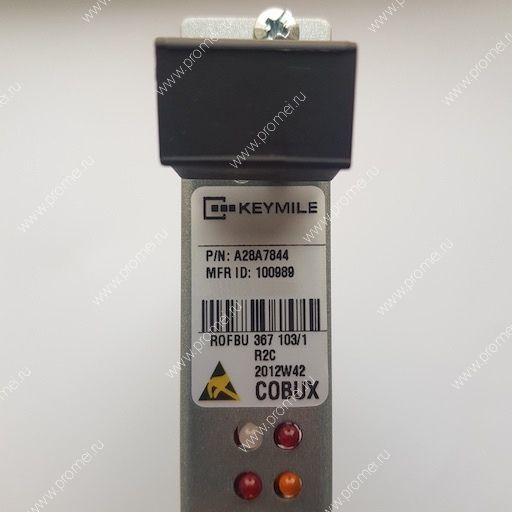 KEYMILE
P/N: A28A7844
MFR ID: 100989
ROFBU 367 103/1
R2C
2012W42
COBUX
www.promei.ru